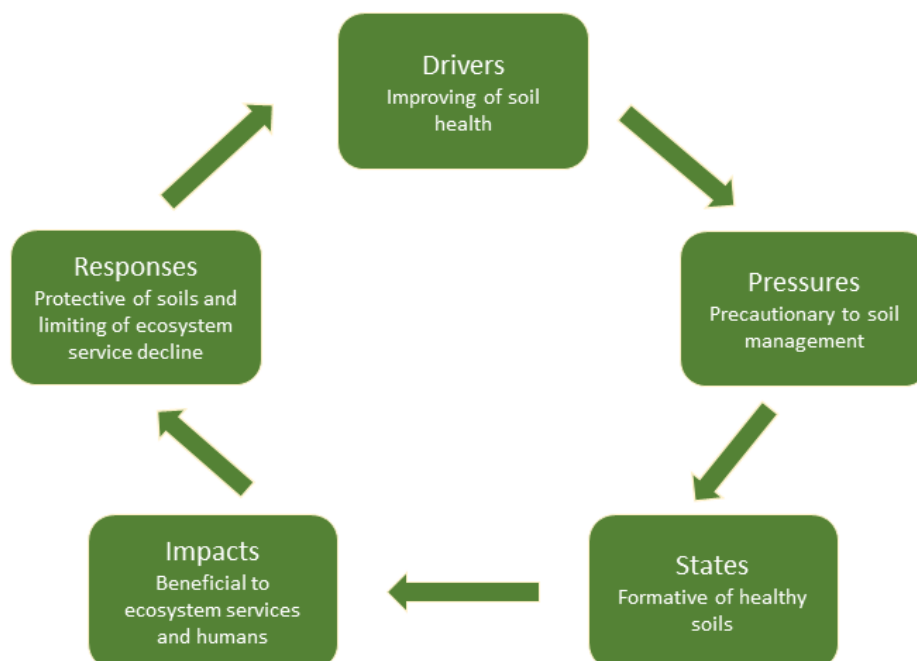 Drivers
Improving of soil
health
Pressures
Precautionary to soil
management
States
Formative of healthy
soils
Impacts
Beneficial to
ecosystem services
and humans
Responses
Protective of soils and
limiting of ecosystem
service decline